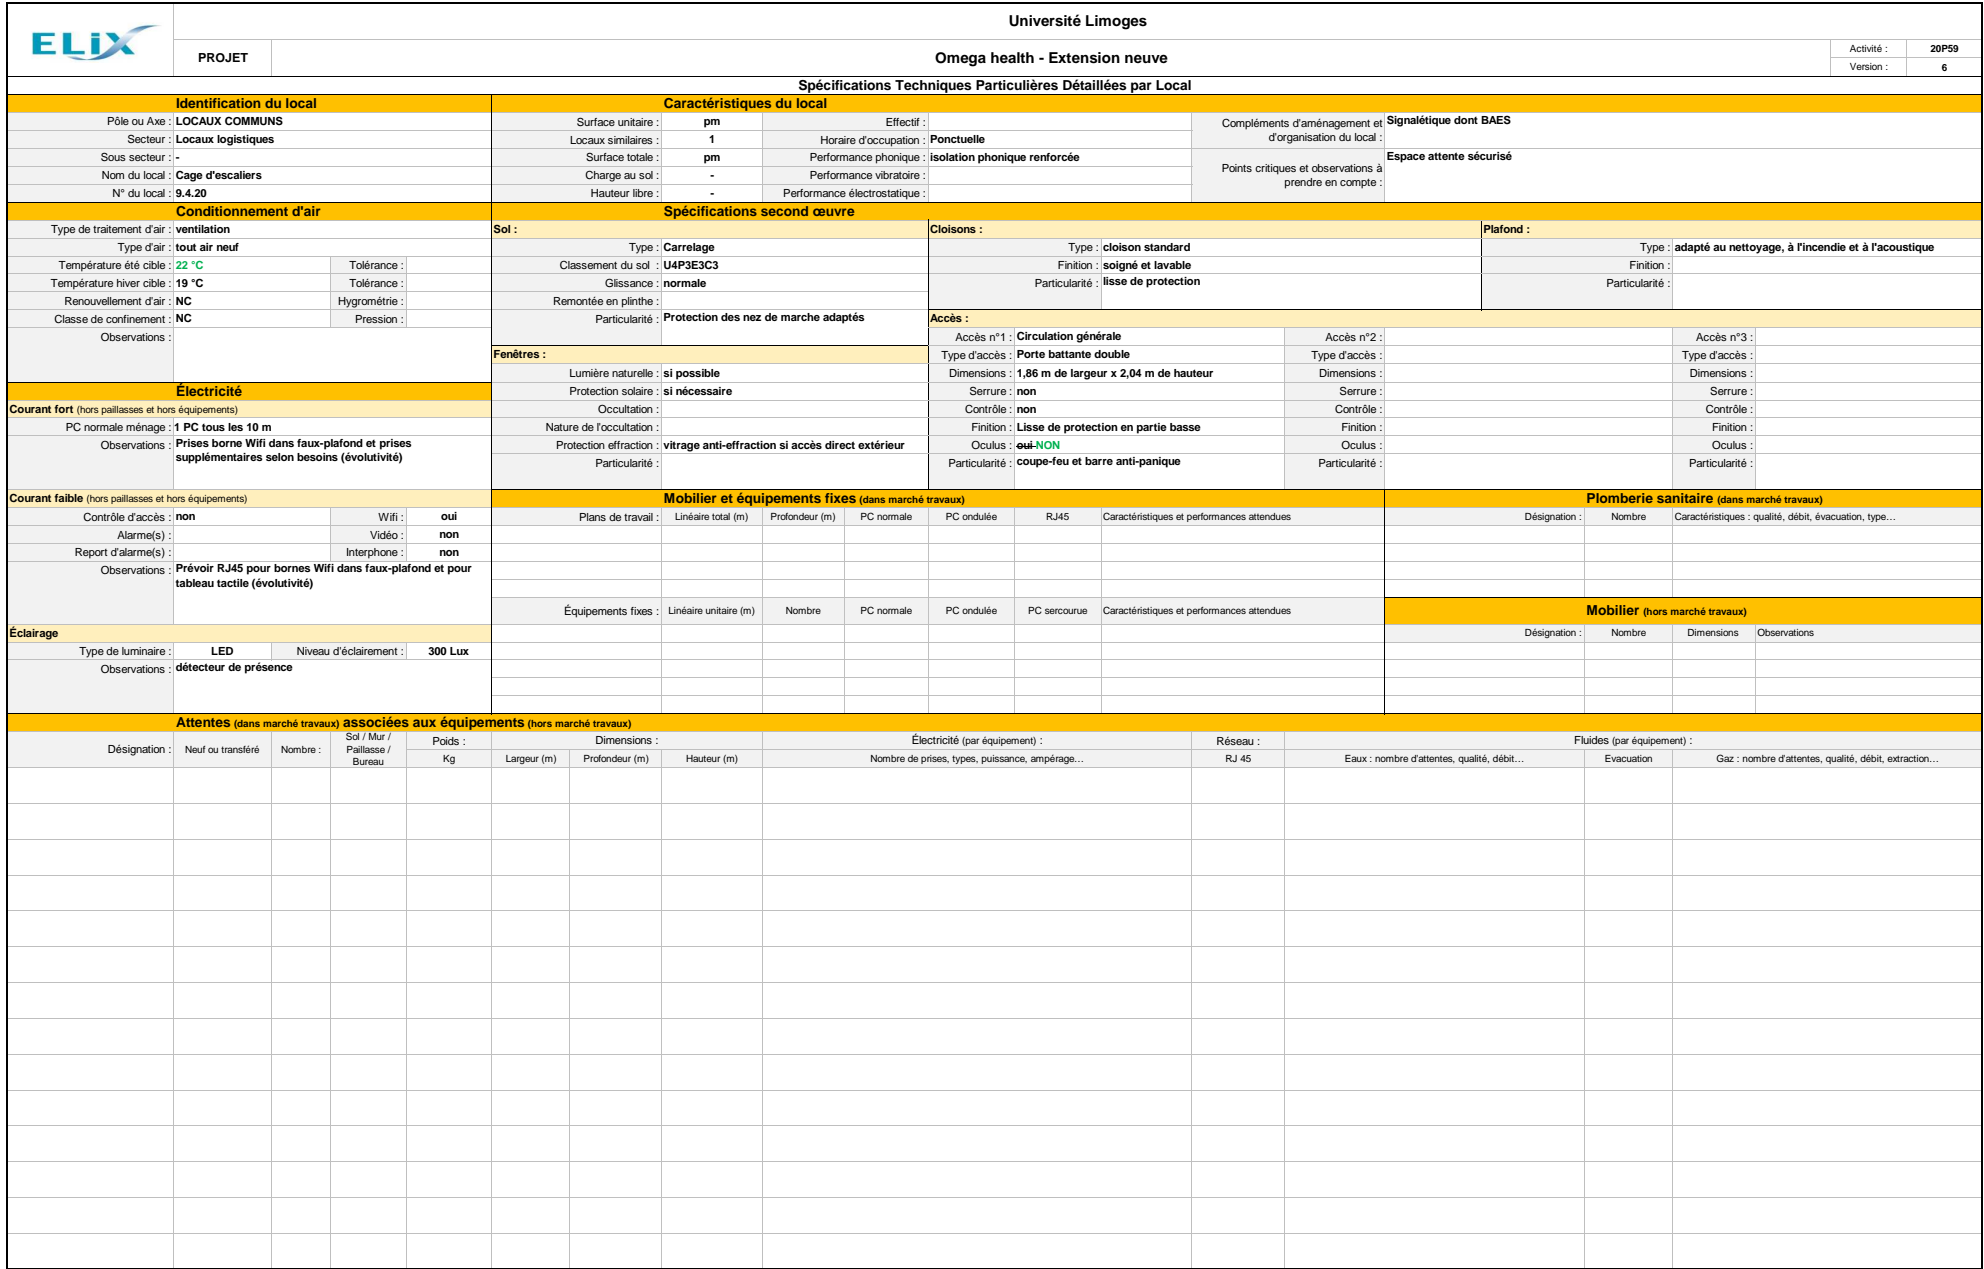 ELiX
Université Limoges
PROJET
Omega health - Extension neuve
Activité : 20P59
Version : 6
Spécifications Techniques Particulières Détaillées par Local
Identification du local
Pôle ou Axe : LOCAUX COMMUNS
Secteur : Locaux logistiques
Sous secteur : -
Nom du local : Cage d'escaliers
N° du local : 9.4.20
Caractéristiques du local
Surface unitaire : pm Effectif :
Locaux similaires : 1 Horaire d'occupation : Ponctuelle
Surface totale : pm Performance phonique : isolation phonique renforcée
Charge au sol : - Performance vibratoire :
Hauteur libre : - Performance électrostatique :
Compléments d'aménagement et
d'organisation du local :
Signalétique dont BAES
Points critiques et observations à
prendre en compte :
Espace attente sécurisé
Conditionnement d'air
Type de traitement d'air : ventilation
Type d'air : tout air neuf
Température été cible : 22 °C Tolérance :
Température hiver cible : 19 °C Tolérance :
Renouvellement d'air : NC Hygrométrie :
Classe de confinement : NC Pression :
Observations :
Spécifications second œuvre
Sol :
Type : Carrelage
Classement du sol : U4P3E3C3
Glissance : normale
Remontée en plinthe :
Particularité : Protection des nez de marche adaptés
Cloisons :
Type : cloison standard
Finition : soigné et lavable
Particularité : lisse de protection
Plafond :
Type : adapté au nettoyage, à l'incendie et à l'acoustique
Finition :
Particularité :
Fenêtres :
Lumière naturelle : si possible
Protection solaire : si nécessaire
Occultation :
Nature de l'occultation :
Protection effraction : vitrage anti-effraction si accès direct extérieur
Particularité :
Accès :
Accès n°1 : Circulation générale Accès n°2 : Accès n°3 :
Type d'accès : Porte battante double Type d'accès : Type d'accès :
Dimensions : 1,86 m de largeur x 2,04 m de hauteur Dimensions : Dimensions :
Serrure : non Serrure : Serrure :
Contrôle : non Contrôle : Contrôle :
Finition : Lisse de protection en partie basse Finition : Finition :
Oculus : oui NON Oculus : Oculus :
Particularité : coupe-feu et barre anti-panique Particularité : Particularité :
Électricité
Courant fort (hors paillasses et hors équipements)
PC normale ménage : 1 PC tous les 10 m
Observations : Prises borne Wifi dans faux-plafond et prises
supplémentaires selon besoins (évolutivité)
Courant faible (hors paillasses et hors équipements)
Contrôle d'accès : non Wifi : oui
Alarme(s) : Vidéo : non
Report d'alarme(s) : Interphone : non
Observations : Prévoir RJ45 pour bornes Wifi dans faux-plafond et pour
tableau tactile (évolutivité)
Éclairage
Type de luminaire : LED Niveau d'éclairement : 300 Lux
Observations : détecteur de présence
Mobilier et équipements fixes (dans marché travaux)
Plans de travail : Linéaire total (m) Profondeur (m) PC normale PC ondulée RJ45 Caractéristiques et performances attendues
Équipements fixes : Linéaire unitaire (m) Nombre PC normale PC ondulée PC sercourue Caractéristiques et performances attendues
Plomberie sanitaire (dans marché travaux)
Désignation : Nombre Caractéristiques : qualité, débit, évacuation, type…
Mobilier (hors marché travaux)
Désignation : Nombre Dimensions Observations
Attentes (dans marché travaux) associées aux équipements (hors marché travaux)
Désignation : Neuf ou transféré Nombre :
Sol / Mur /
Paillasse /
Bureau
Poids : Dimensions : Électricité (par équipement) : Réseau : Fluides (par équipement) :
Kg Largeur (m) Profondeur (m) Hauteur (m) Nombre de prises, types, puissance, ampérage… RJ 45 Eaux : nombre d'attentes, qualité, débit… Evacuation Gaz : nombre d'attentes, qualité, débit, extraction…